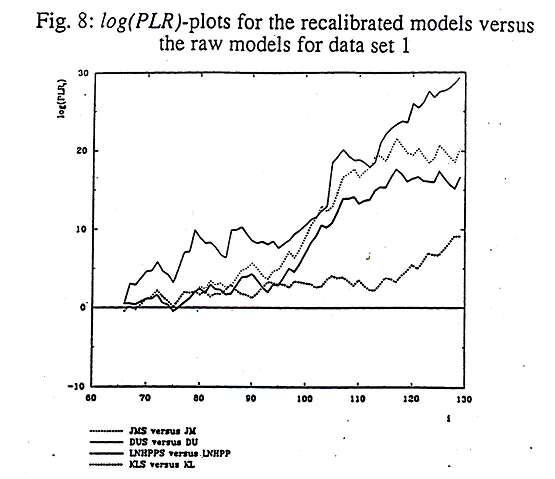 Fig. 8: log(PLR)-plots for the recalibrated models versus
the raw models for data set 1
log(PLRᵢ)
30
20
10
0
-10
60
70
80
90
100
110
120
130
i
JMS versus JM
DUS versus DU
LNHPPS versus LNHPP
KLS versus KL